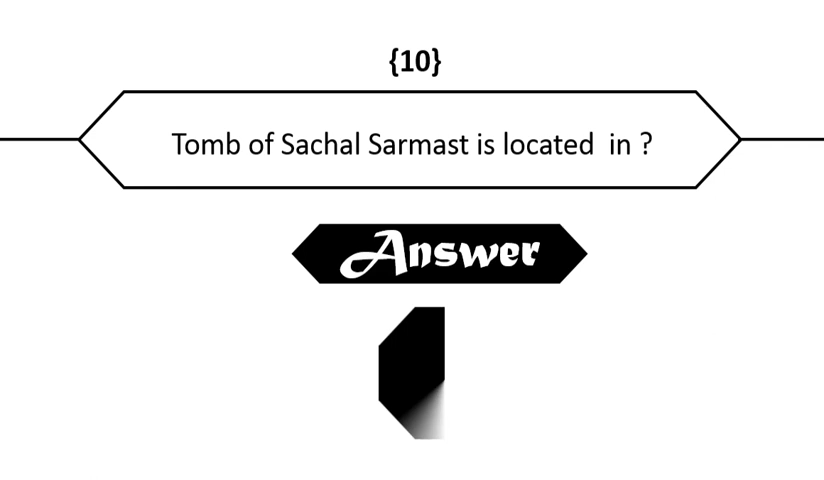 {10}
Tomb of Sachal Sarmast is located in ?
Answer